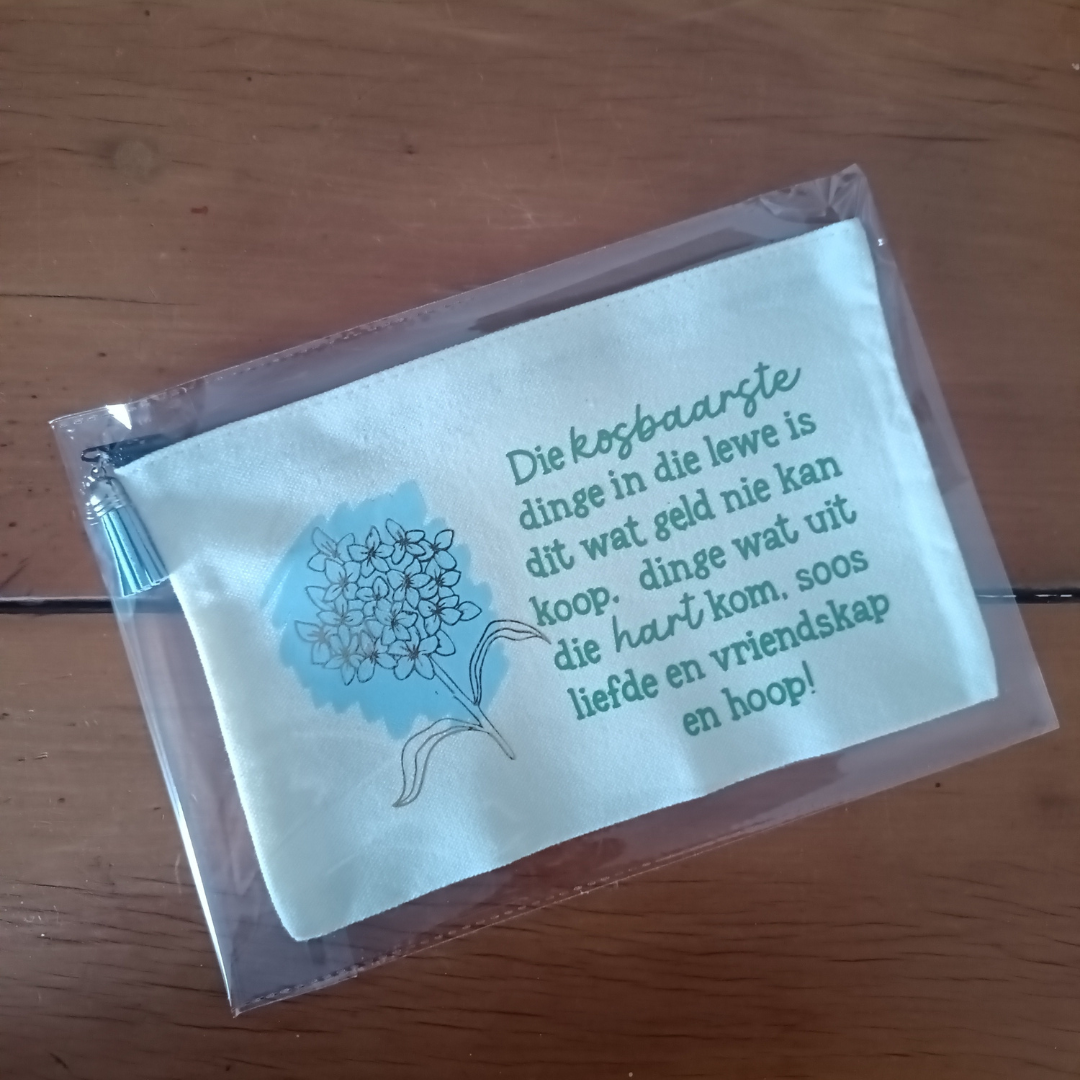 Die kosbaarste
dinge in die lewe is
dit wat geld nie kan
koop. dinge wat uit
die hart kom, soos
liefde en vriendskap
en hoop!